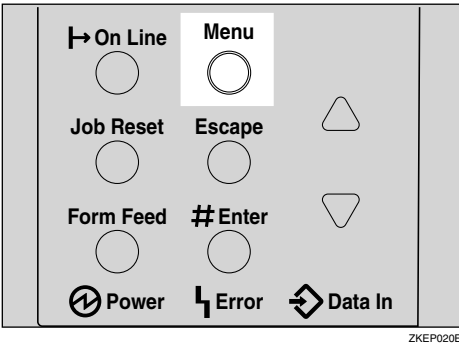 On Line Menu
Job Reset Escape
Form Feed # Enter
Power Error Data In
ZKEP020E